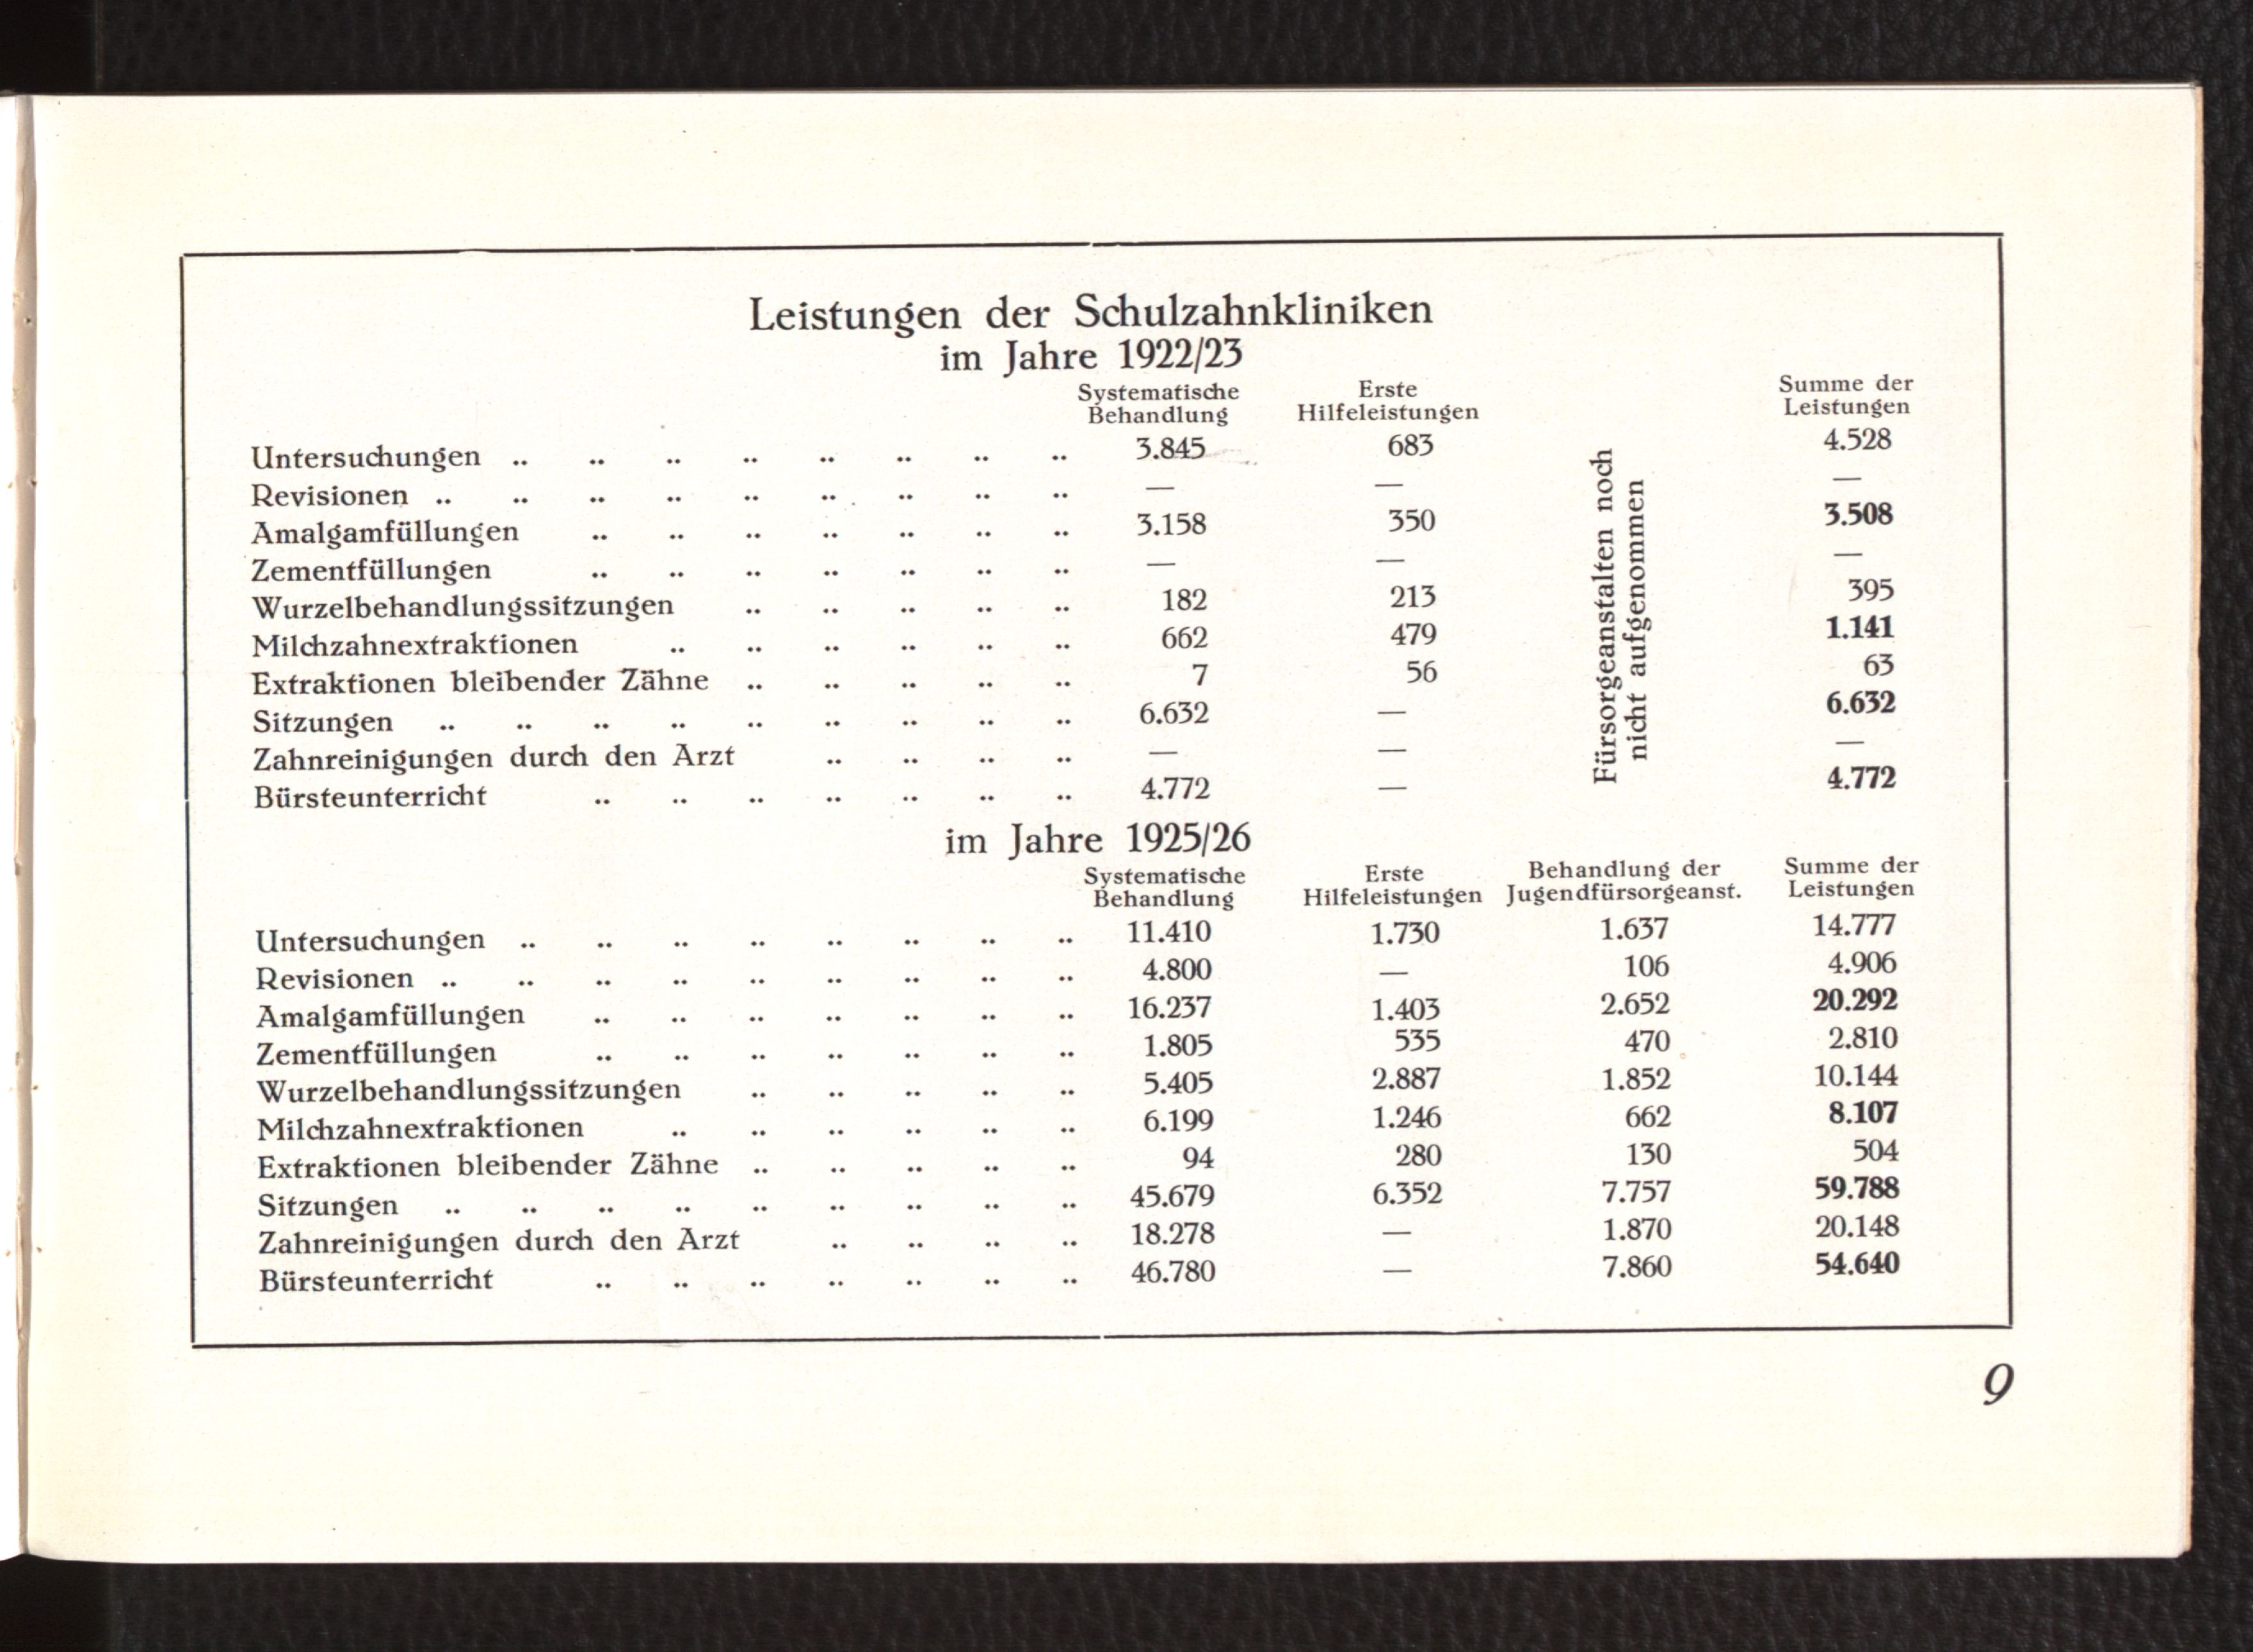 Leistungen der Schulzahnkliniken
im Jahre 1922/23
Systematische Behandlung Erste Hilfeleistungen Summe der Leistungen
Untersuchungen .. .. .. .. .. .. .. .. 3.845 683 4.528
Revisionen .. .. .. .. .. .. .. .. .. — — —
Amalgamfüllungen .. .. .. .. .. .. .. 3.158 350 3.508
Zementfüllungen .. .. .. .. .. .. .. — — —
Wurzelbehandlungssitzungen .. .. .. .. .. 182 213 395
Milchzahnextraktionen .. .. .. .. .. .. 662 479 1.141
Extraktionen bleibender Zähne .. .. .. .. .. 7 56 63
Sitzungen .. .. .. .. .. .. .. .. .. 6.632 — 6.632
Zahnreinigungen durch den Arzt .. .. .. .. — — —
Bürsteunterricht .. .. .. .. .. .. .. 4.772 — 4.772
Fürsorgeanstalten noch
nicht aufgenommen
im Jahre 1925/26
Systematische Behandlung Erste Hilfeleistungen Behandlung der Jugendfürsorgeanst. Summe der Leistungen
Untersuchungen .. .. .. .. .. .. .. .. 11.410 1.730 1.637 14.777
Revisionen .. .. .. .. .. .. .. .. .. 4.800 — 106 4.906
Amalgamfüllungen .. .. .. .. .. .. .. 16.237 1.403 2.652 20.292
Zementfüllungen .. .. .. .. .. .. .. 1.805 535 470 2.810
Wurzelbehandlungssitzungen .. .. .. .. .. 5.405 2.887 1.852 10.144
Milchzahnextraktionen .. .. .. .. .. .. 6.199 1.246 662 8.107
Extraktionen bleibender Zähne .. .. .. .. .. 94 280 130 504
Sitzungen .. .. .. .. .. .. .. .. .. 45.679 6.352 7.757 59.788
Zahnreinigungen durch den Arzt .. .. .. .. 18.278 — 1.870 20.148
Bürsteunterricht .. .. .. .. .. .. .. 46.780 — 7.860 54.640
9